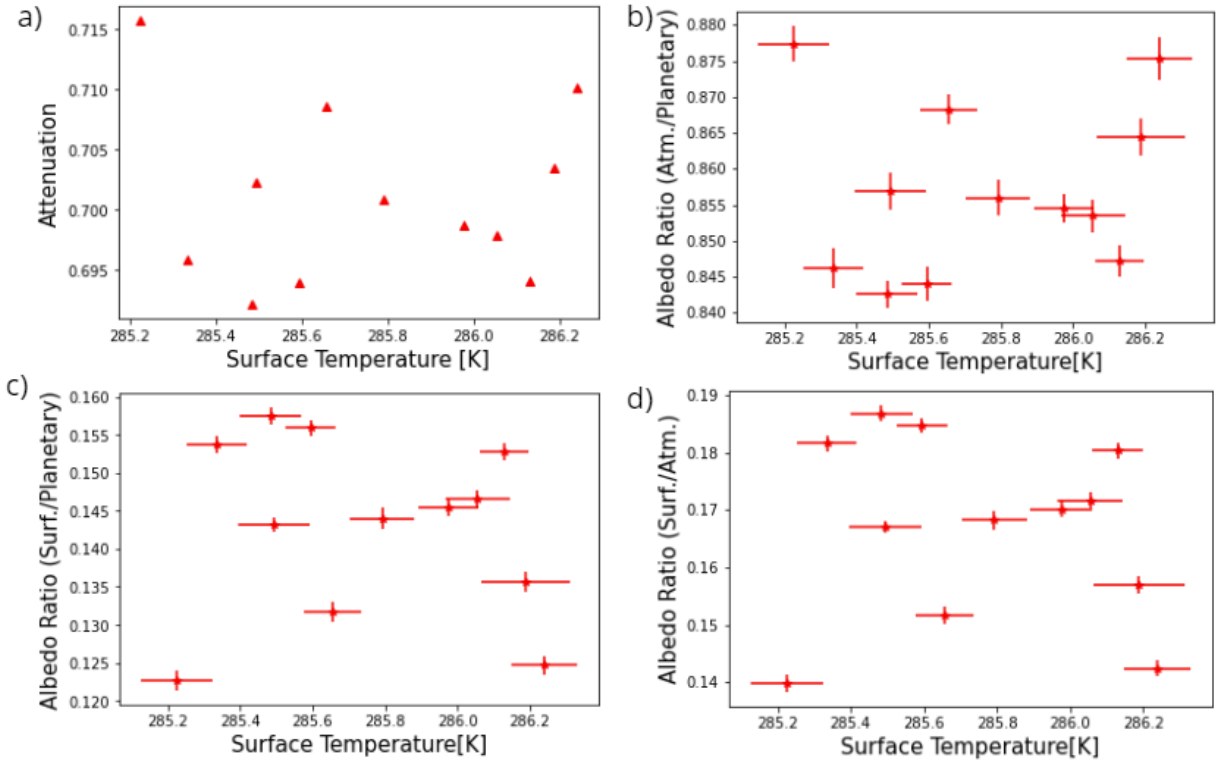 a)
0.715
0.710
0.705
0.700
0.695
Attenuation
285.2 285.4 285.6 285.8 286.0 286.2
Surface Temperature [K]
b)
0.880
0.875
0.870
0.865
0.860
0.855
0.850
0.845
0.840
Albedo Ratio (Atm./Planetary)
285.2 285.4 285.6 285.8 286.0 286.2
Surface Temperature[K]
c)
0.160
0.155
0.150
0.145
0.140
0.135
0.130
0.125
0.120
Albedo Ratio (Surf./Planetary)
285.2 285.4 285.6 285.8 286.0 286.2
Surface Temperature[K]
d)
0.19
0.18
0.17
0.16
0.15
0.14
Albedo Ratio (Surf./Atm.)
285.2 285.4 285.6 285.8 286.0 286.2
Surface Temperature[K]